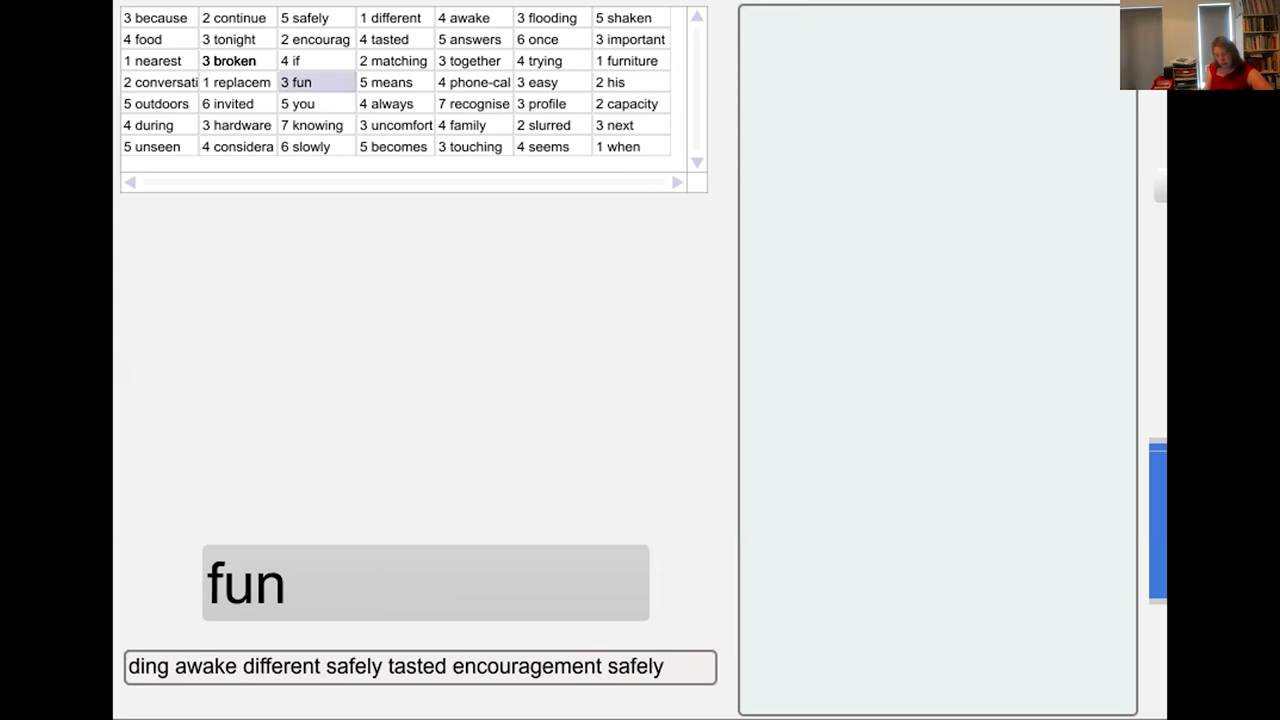 3 because 2 continue 5 safely 1 different 4 awake 3 flooding 5 shaken
4 food 3 tonight 2 encourag 4 tasted 5 answers 6 once 3 important
1 nearest 3 broken 4 if 2 matching 3 together 4 trying 1 furniture
2 conversati 1 replacem 3 fun 5 means 4 phone-cal 3 easy 2 his
5 outdoors 6 invited 5 you 4 always 7 recognise 3 profile 2 capacity
4 during 3 hardware 7 knowing 3 uncomfort 4 family 2 slurred 3 next
5 unseen 4 considera 6 slowly 5 becomes 3 touching 4 seems 1 when
fun
ding awake different safely tasted encouragement safely